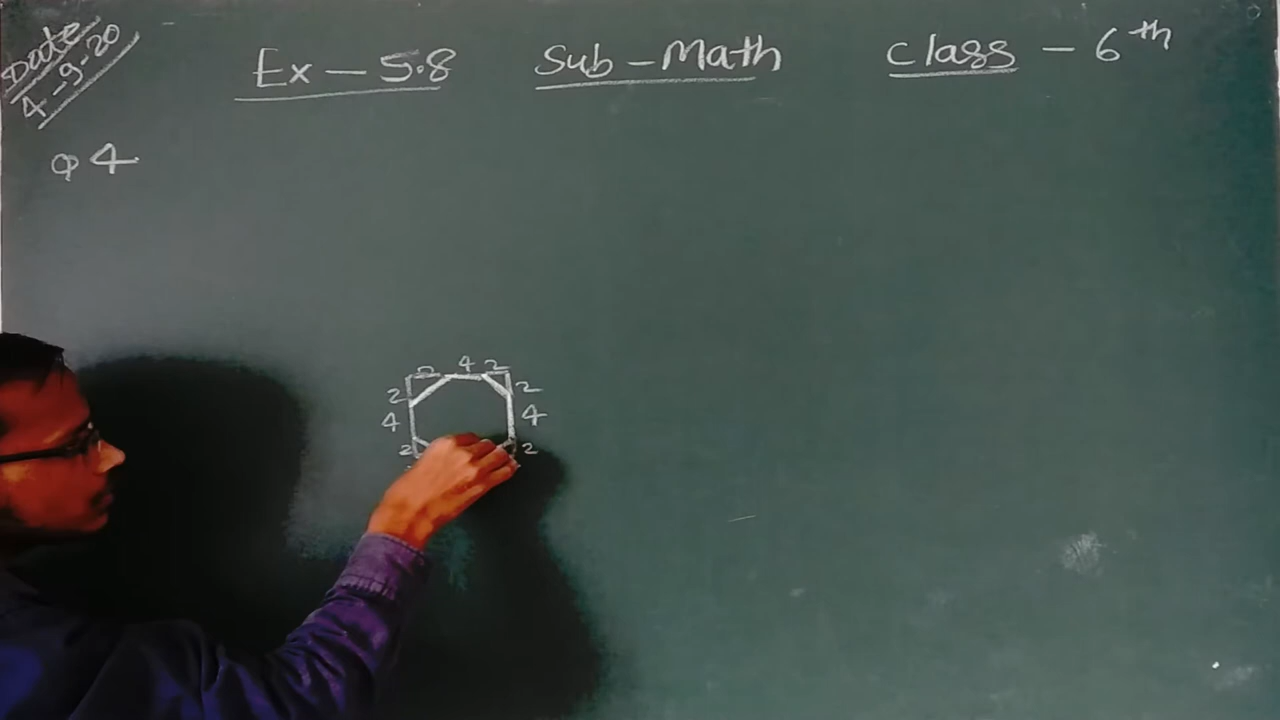 Date
4-9-20
Ex – 5.8 Sub – Math Class – 6th
Q 4
2 4 2
2 2
4 4
2 2